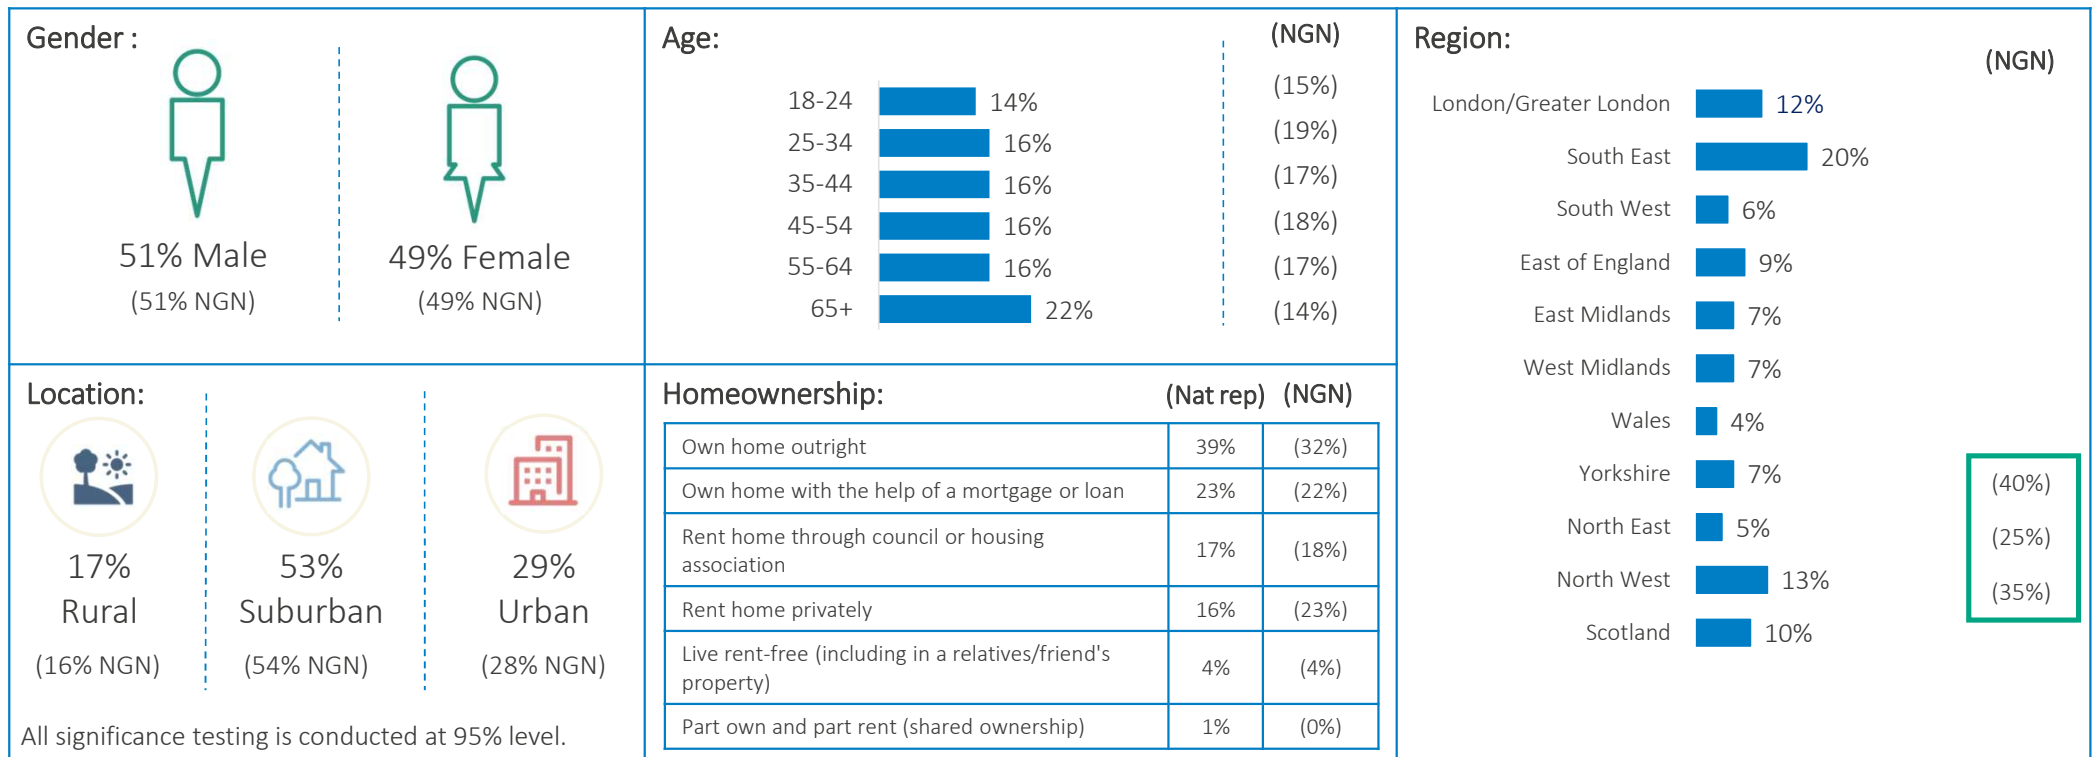 Gender :
51% Male
(51% NGN)
49% Female
(49% NGN)
Age:
(NGN)
18-24 14% (15%)
25-34 16% (19%)
35-44 16% (17%)
45-54 16% (18%)
55-64 16% (17%)
65+ 22% (14%)
Region:
(NGN)
London/Greater London 12%
South East 20%
South West 6%
East of England 9%
East Midlands 7%
West Midlands 7%
Wales 4%
Yorkshire 7% (40%)
North East 5% (25%)
North West 13% (35%)
Scotland 10%
Location:
17%
Rural
(16% NGN)
53%
Suburban
(54% NGN)
29%
Urban
(28% NGN)
All significance testing is conducted at 95% level.
Homeownership: (Nat rep) (NGN)
Own home outright 39% (32%)
Own home with the help of a mortgage or loan 23% (22%)
Rent home through council or housing
association 17% (18%)
Rent home privately 16% (23%)
Live rent-free (including in a relatives/friend's
property) 4% (4%)
Part own and part rent (shared ownership) 1% (0%)